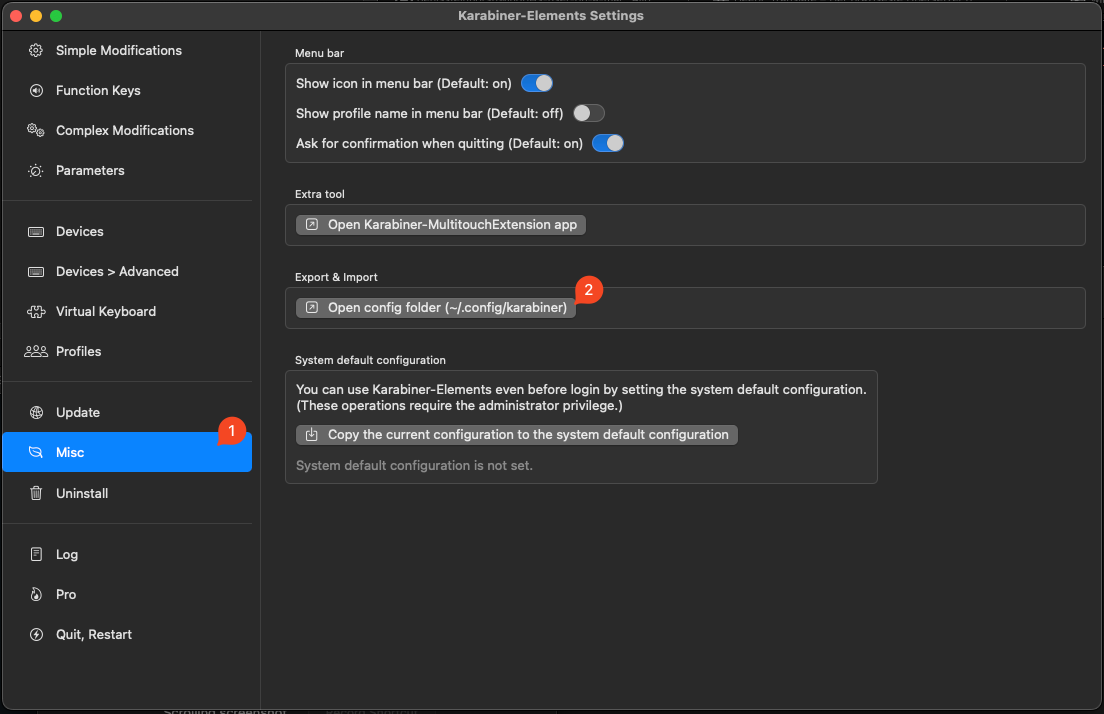 Karabiner-Elements Settings
Simple Modifications
Function Keys
Complex Modifications
Parameters
Devices
Devices > Advanced
Virtual Keyboard
Profiles
Update
1
Misc
Uninstall
Log
Pro
Quit, Restart
Menu bar
Show icon in menu bar (Default: on)
Show profile name in menu bar (Default: off)
Ask for confirmation when quitting (Default: on)
Extra tool
Open Karabiner-MultitouchExtension app
Export & Import
2
Open config folder (~/.config/karabiner)
System default configuration
You can use Karabiner-Elements even before login by setting the system default configuration.
(These operations require the administrator privilege.)
Copy the current configuration to the system default configuration
System default configuration is not set.
Scrolling screenshot
Record Shortcut